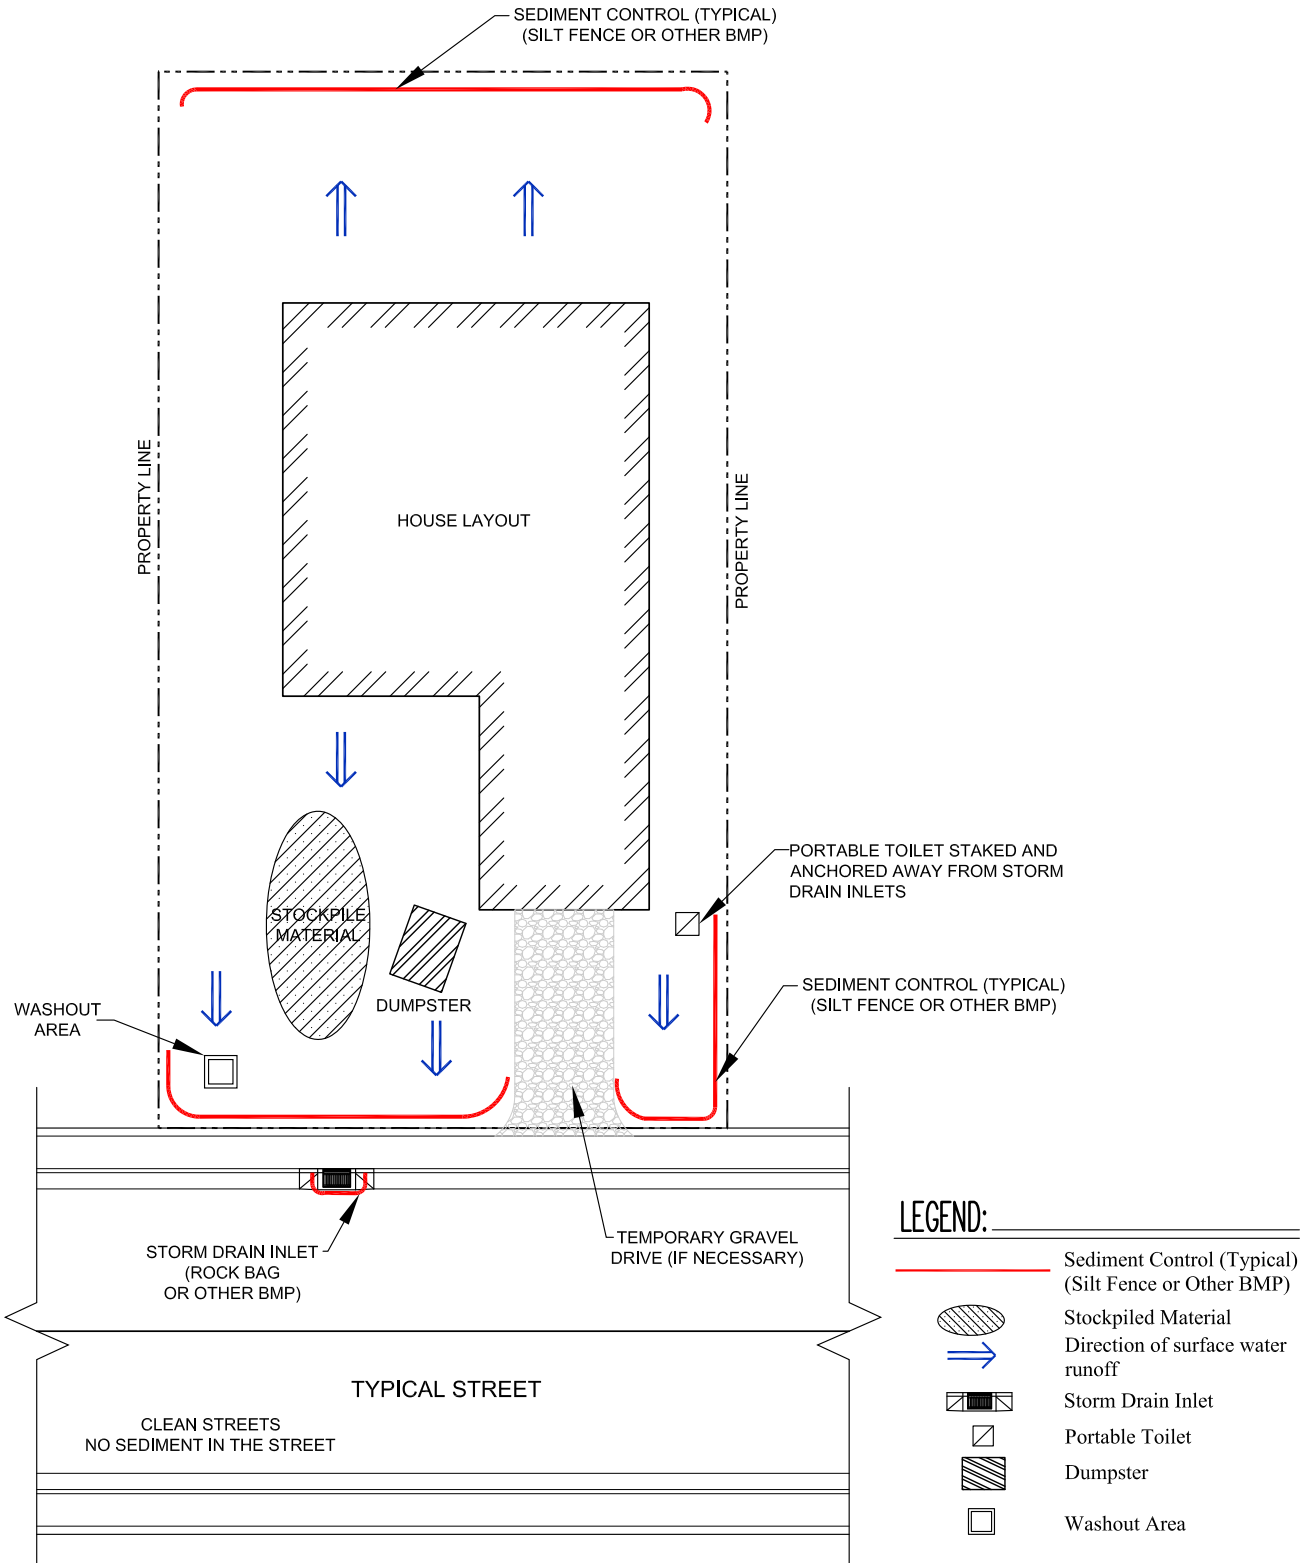 SEDIMENT CONTROL (TYPICAL)
(SILT FENCE OR OTHER BMP)
PROPERTY LINE
HOUSE LAYOUT
PROPERTY LINE
PORTABLE TOILET STAKED AND
ANCHORED AWAY FROM STORM
DRAIN INLETS
STOCKPILE
MATERIAL
DUMPSTER
SEDIMENT CONTROL (TYPICAL)
(SILT FENCE OR OTHER BMP)
WASHOUT
AREA
STORM DRAIN INLET
(ROCK BAG
OR OTHER BMP)
TEMPORARY GRAVEL
DRIVE (IF NECESSARY)
TYPICAL STREET
CLEAN STREETS
NO SEDIMENT IN THE STREET
LEGEND:
Sediment Control (Typical)
(Silt Fence or Other BMP)
Stockpiled Material
Direction of surface water
runoff
Storm Drain Inlet
Portable Toilet
Dumpster
Washout Area